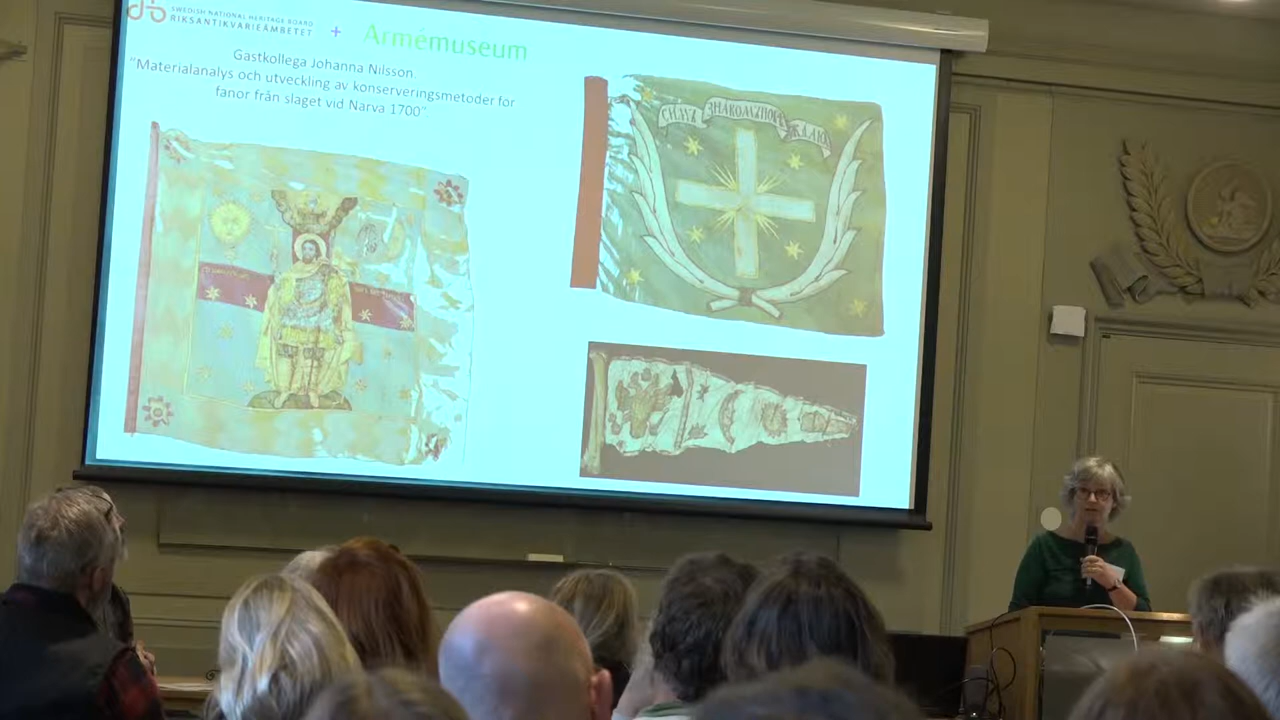 SWEDISH NATIONAL HERITAGE BOARD
RIKSANTIKVARIEÄMBETET
+
Armémuseum
Gästkollega Johanna Nilsson.
"Materialanalys och utveckling av konserveringsmetoder för
fanor från slaget vid Narva 1700"